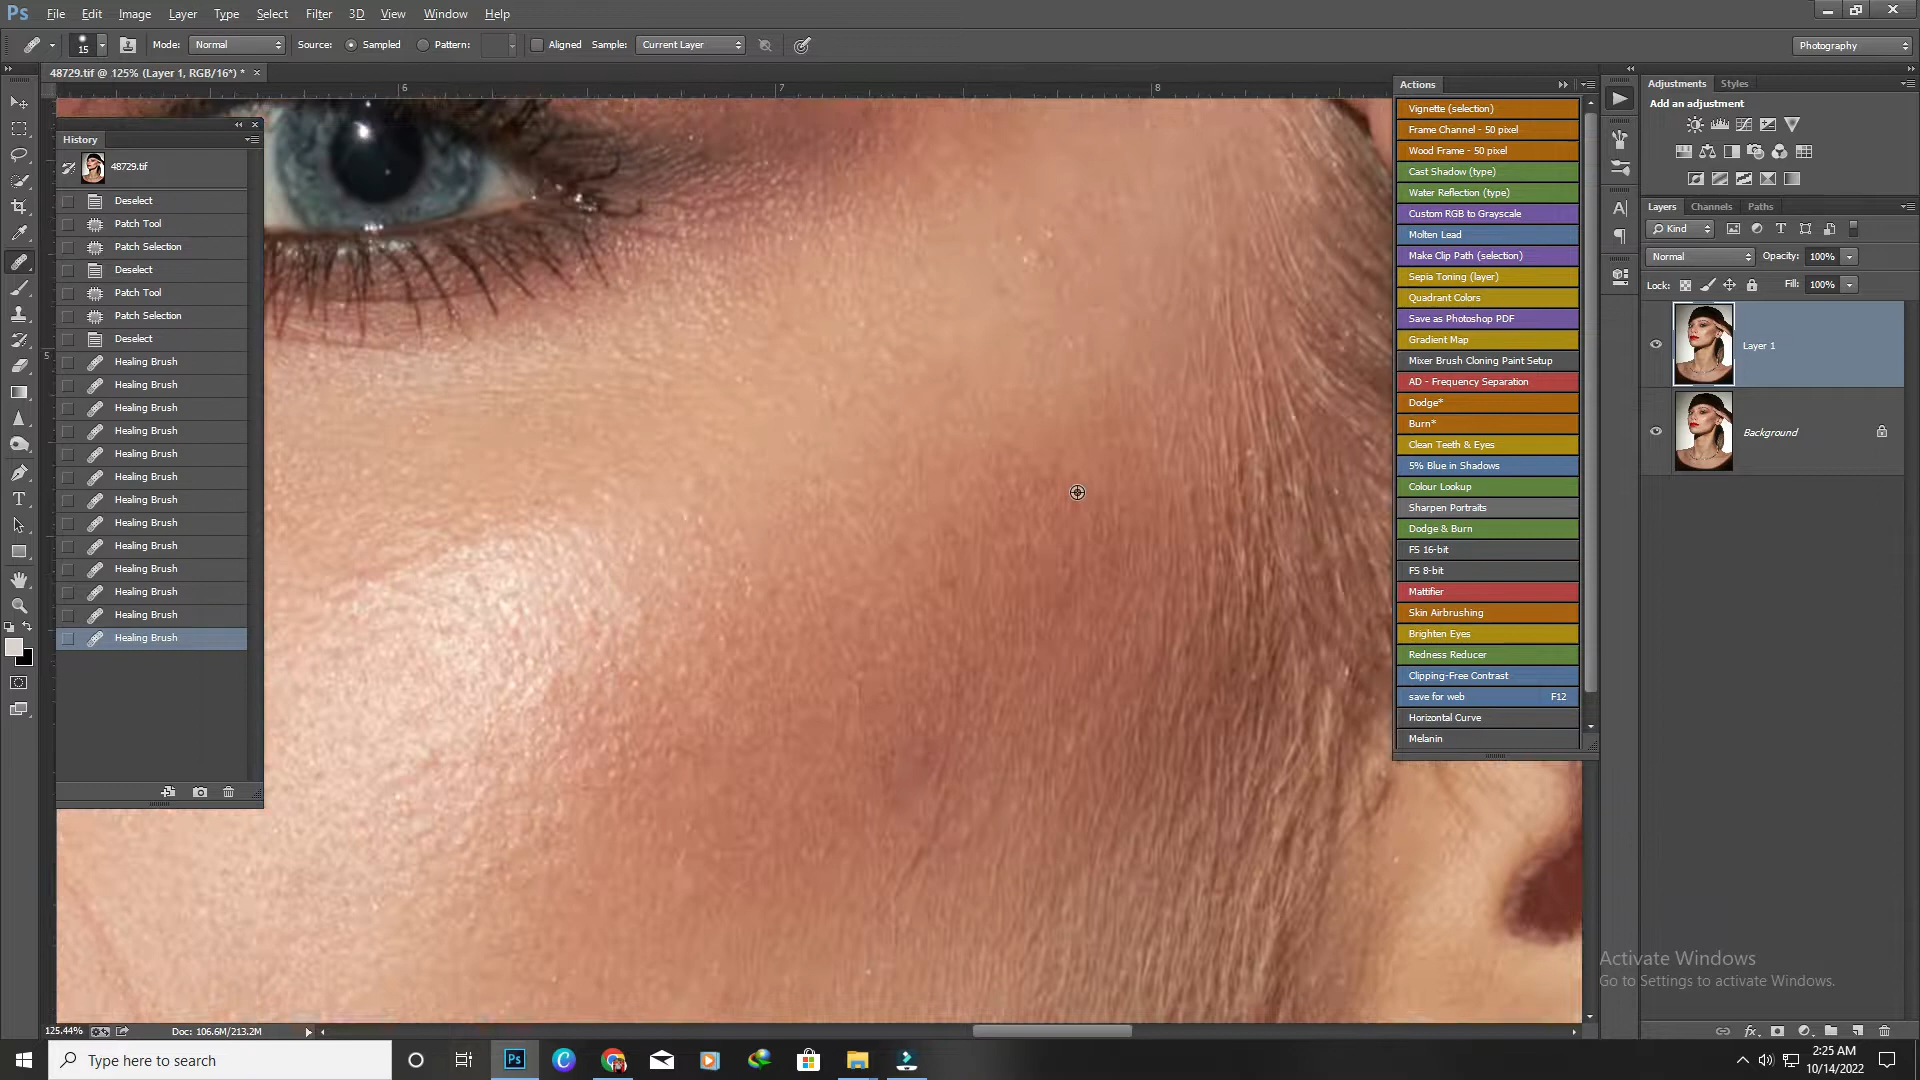 Ps File Edit Image Layer Type Select Filter 3D View Window Help
15 Mode: Normal Source: Sampled Pattern: Aligned Sample: Current Layer Photography
48729.tif @ 125% (Layer 1, RGB/16*) * ×
6 7 8
5
History
48729.tif
Deselect
Patch Tool
Patch Selection
Deselect
Patch Tool
Patch Selection
Deselect
Healing Brush
Healing Brush
Healing Brush
Healing Brush
Healing Brush
Healing Brush
Healing Brush
Healing Brush
Healing Brush
Healing Brush
Healing Brush
Healing Brush
Healing Brush
Actions
Vignette (selection)
Frame Channel - 50 pixel
Wood Frame - 50 pixel
Cast Shadow (type)
Water Reflection (type)
Custom RGB to Grayscale
Molten Lead
Make Clip Path (selection)
Sepia Toning (layer)
Quadrant Colors
Save as Photoshop PDF
Gradient Map
Mixer Brush Cloning Paint Setup
AD - Frequency Separation
Dodge*
Burn*
Clean Teeth & Eyes
5% Blue in Shadows
Colour Lookup
Sharpen Portraits
Dodge & Burn
FS 16-bit
FS 8-bit
Mattifier
Skin Airbrushing
Brighten Eyes
Redness Reducer
Clipping-Free Contrast
save for web F12
Horizontal Curve
Melanin
Adjustments Styles
Add an adjustment
Layers Channels Paths
Kind
Normal Opacity: 100%
Lock: Fill: 100%
Layer 1
Background
Activate Windows
Go to Settings to activate Windows.
125.44% Doc: 106.6M/213.2M
Type here to search
2:25 AM
10/14/2022